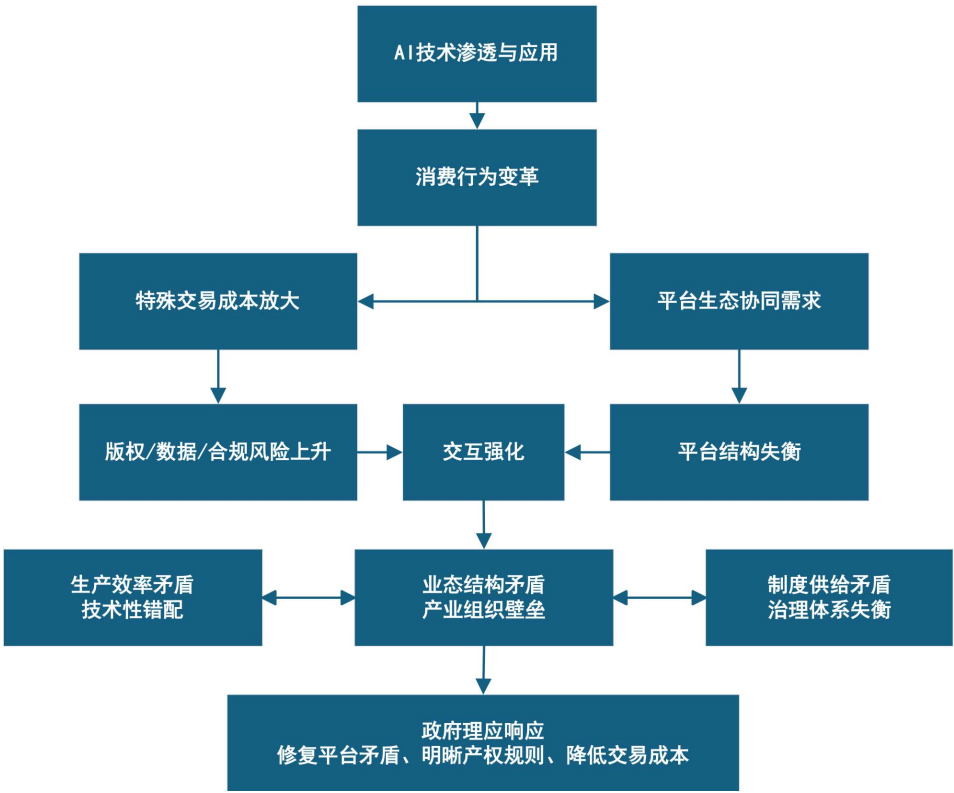 AI技术渗透与应用
消费行为变革
特殊交易成本放大
平台生态协同需求
版权/数据/合规风险上升
交互强化
平台结构失衡
生产效率矛盾
技术性错配
业态结构矛盾
产业组织壁垒
制度供给矛盾
治理体系失衡
政府理应响应
修复平台矛盾、明晰产权规则、降低交易成本